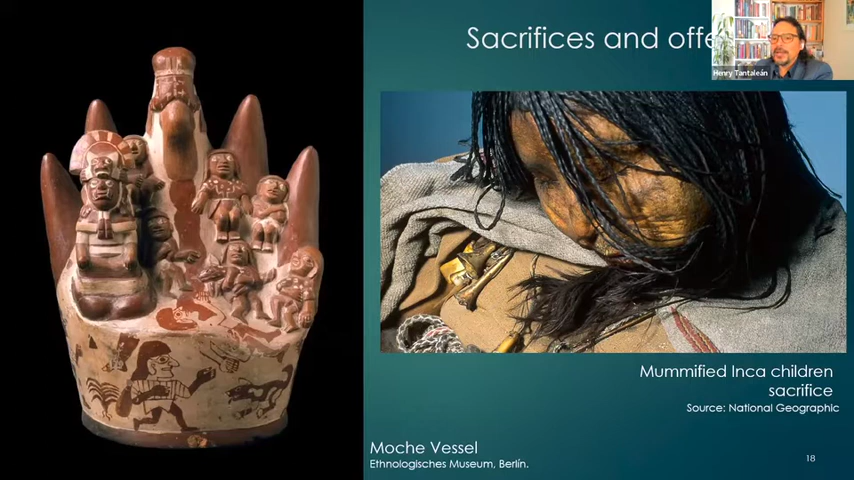 Sacrifices and offe
Henry Tantaleán
Mummified Inca children
sacrifice
Source: National Geographic
Moche Vessel
Ethnologisches Museum, Berlín.
18